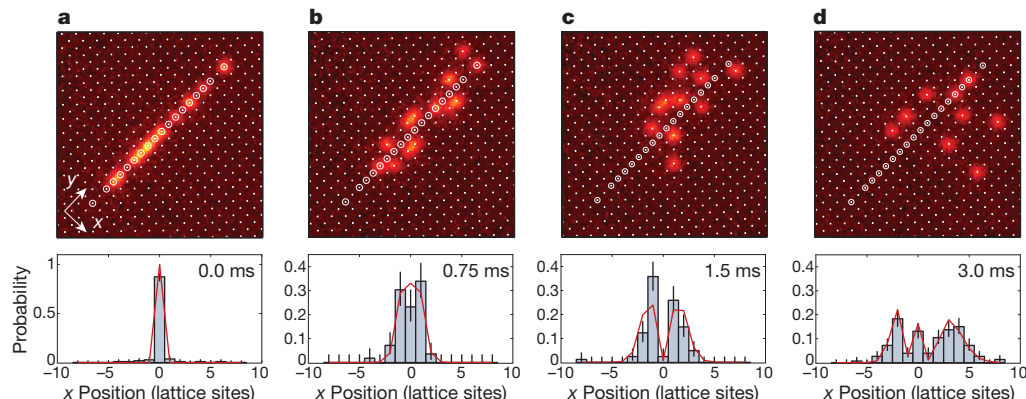 a
b
c
d
y
x
0.0 ms
0.75 ms
1.5 ms
3.0 ms
Probability
1
0.5
0
0.4
0.3
0.2
0.1
0
0.4
0.3
0.2
0.1
0
0.4
0.3
0.2
0.1
0
−10 −5 0 5 10
−10 −5 0 5 10
−10 −5 0 5 10
−10 −5 0 5 10
x Position (lattice sites)
x Position (lattice sites)
x Position (lattice sites)
x Position (lattice sites)